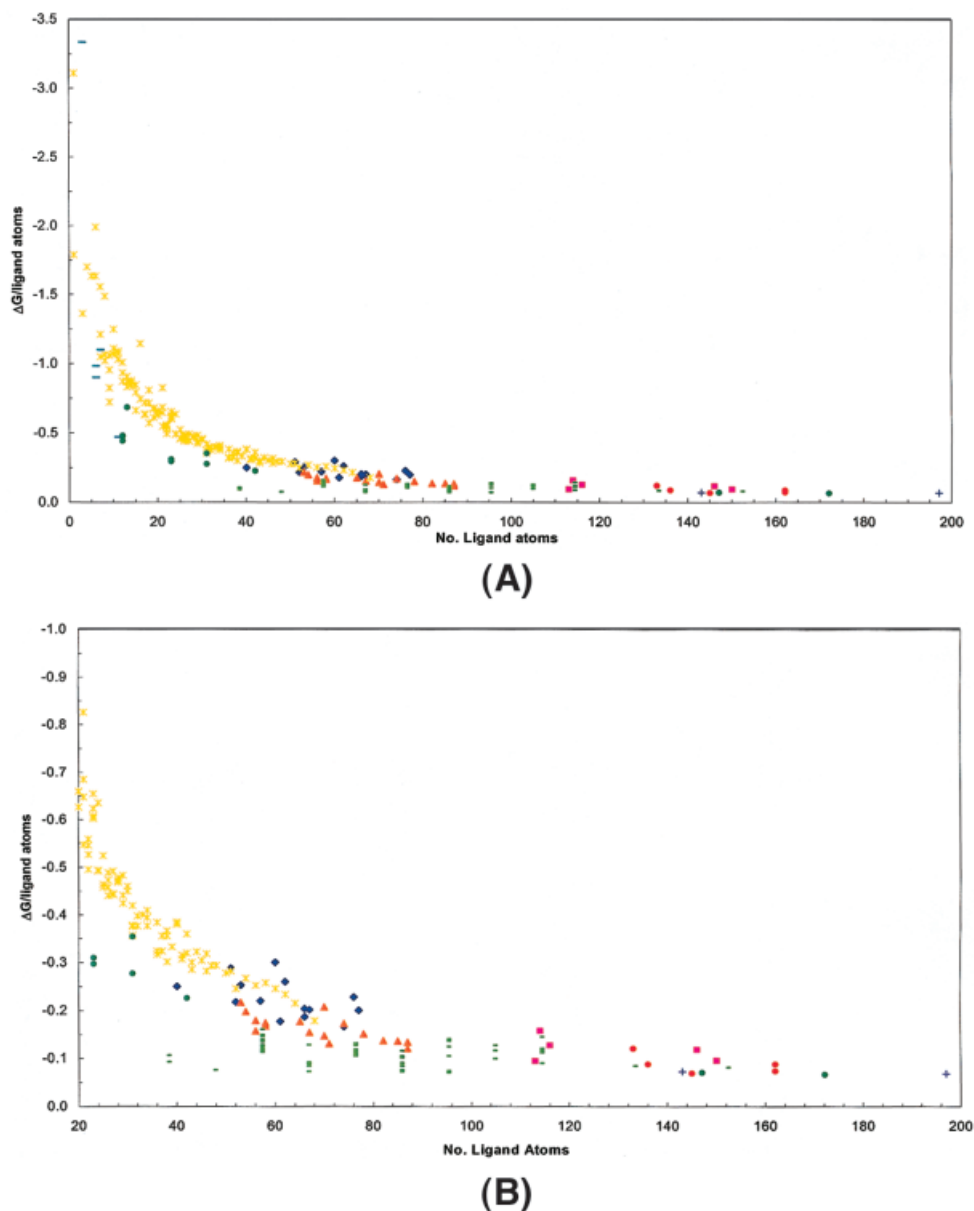 -3.5
-3.0
-2.5
-2.0
-1.5
-1.0
-0.5
0.0
ΔG/ligand atoms
0 20 40 60 80 100 120 140 160 180 200
No. Ligand atoms
(A)
-1.0
-0.9
-0.8
-0.7
-0.6
-0.5
-0.4
-0.3
-0.2
-0.1
0.0
ΔG/ligand atoms
20 40 60 80 100 120 140 160 180 200
No. Ligand Atoms
(B)